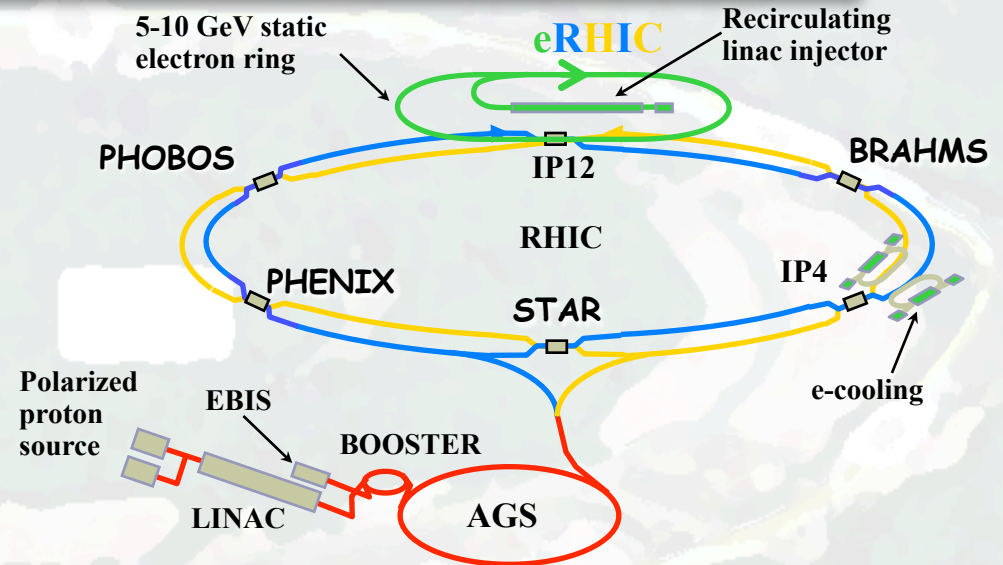 5-10 GeV static
electron ring
eRHIC
Recirculating
linac injector
PHOBOS
IP12
BRAHMS
RHIC
PHENIX
IP4
STAR
e-cooling
Polarized
proton
source
EBIS
BOOSTER
LINAC
AGS